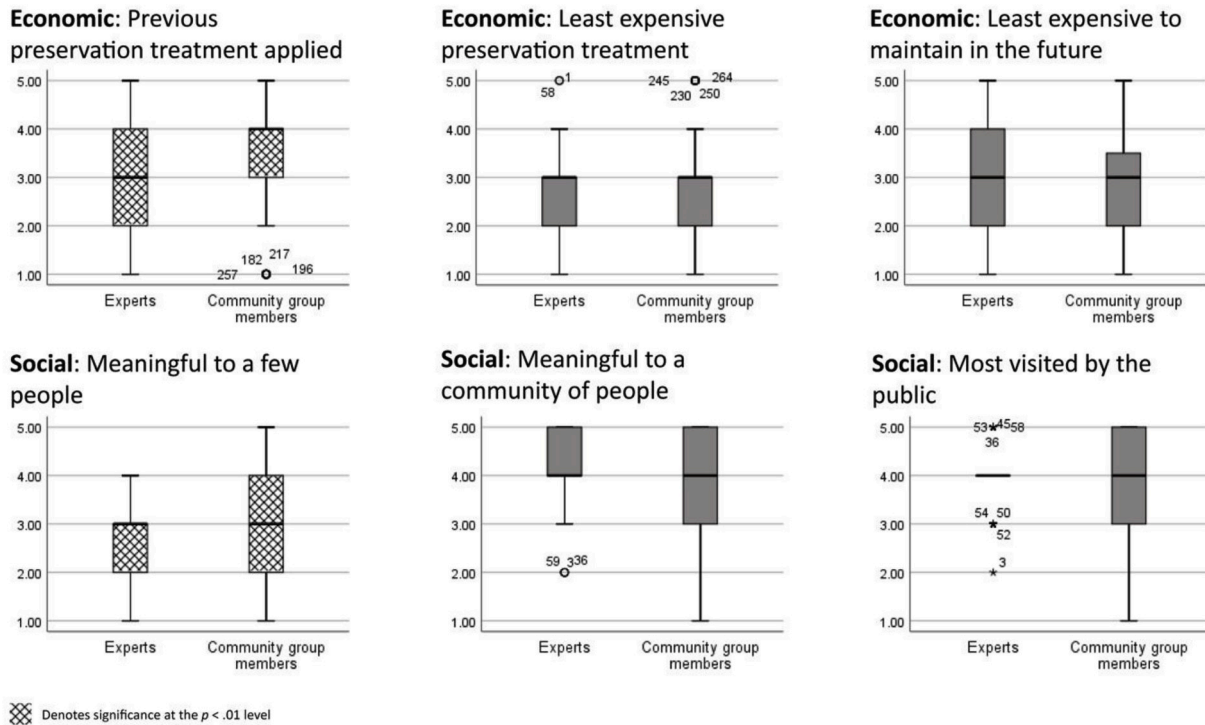 Economic: Previous
preservation treatment applied
5.00
4.00
3.00
2.00
1.00
182 217
257 196
Experts
Community group
members
Economic: Least expensive
preservation treatment
5.00
4.00
3.00
2.00
1.00
1
58
245 264
230 250
Experts
Community group
members
Economic: Least expensive to
maintain in the future
5.00
4.00
3.00
2.00
1.00
Experts
Community group
members
Social: Meaningful to a few
people
5.00
4.00
3.00
2.00
1.00
Experts
Community group
members
Social: Meaningful to a
community of people
5.00
4.00
3.00
2.00
1.00
59 3 36
Experts
Community group
members
Social: Most visited by the
public
5.00
4.00
3.00
2.00
1.00
53 45 58
36
54 50
52
3
Experts
Community group
members
Denotes significance at the p < .01 level